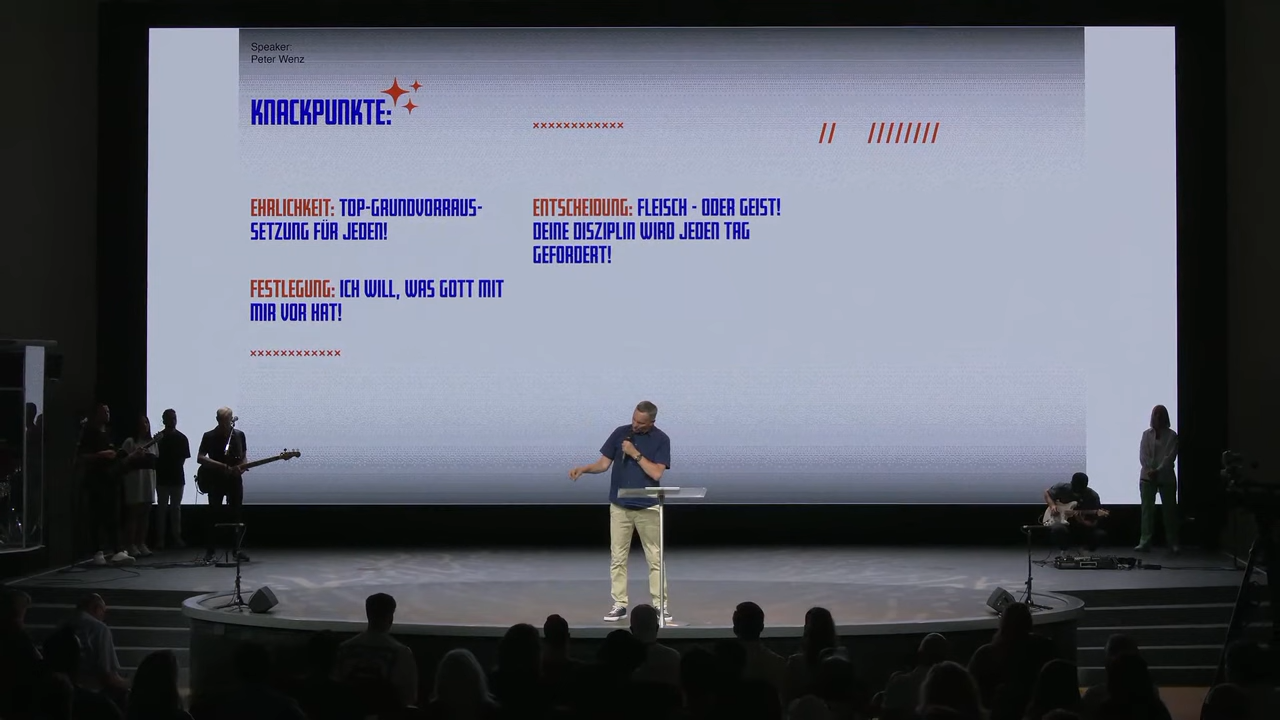 Speaker:
Peter Wenz
KNACKPUNKTE:
xxxxxxxxxxxx
// ////////
EHRLICHKEIT: TOP-GRUNDVORRAUS-
SETZUNG FÜR JEDEN!
FESTLEGUNG: ICH WILL, WAS GOTT MIT
MIR VOR HAT!
xxxxxxxxxxxx
ENTSCHEIDUNG: FLEISCH - ODER GEIST!
DEINE DISZIPLIN WIRD JEDEN TAG
GEFORDERT!